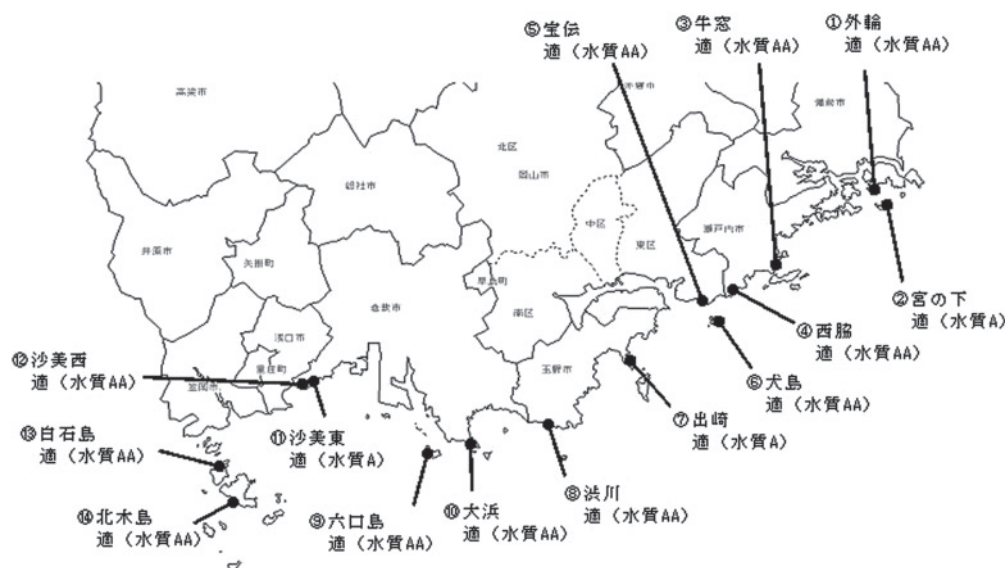 ⑤宝伝
適（水質AA）
③牛窓
適（水質AA）
①外輪
適（水質AA）
高梁市
備前市
北区
岡山市
総社市
中区
瀬戸内市
井原市
東区
矢掛町
早島町
②宮の下
適（水質A）
倉敷市
南区
④西脇
適（水質AA）
浅口市
⑫沙美西
適（水質AA）
里庄町
玉野市
⑥犬島
適（水質AA）
笠岡市
⑦出崎
適（水質AA）
⑬白石島
適（水質AA）
⑪沙美東
適（水質A）
⑧渋川
適（水質AA）
⑭北木島
適（水質AA）
⑨六口島
適（水質AA）
⑩大浜
適（水質AA）